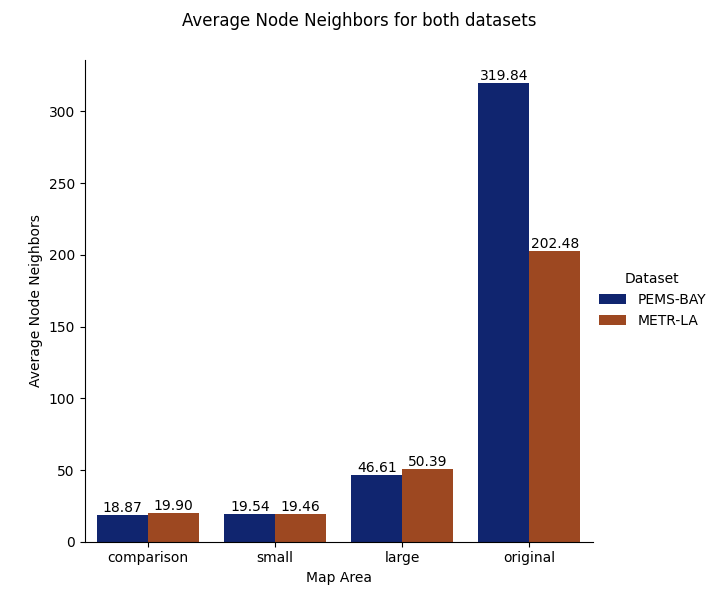 Average Node Neighbors for both datasets
Average Node Neighbors
300
250
200
150
100
50
0
18.87
19.90
19.54
19.46
46.61
50.39
319.84
202.48
comparison
small
large
original
Map Area
Dataset
PEMS-BAY
METR-LA